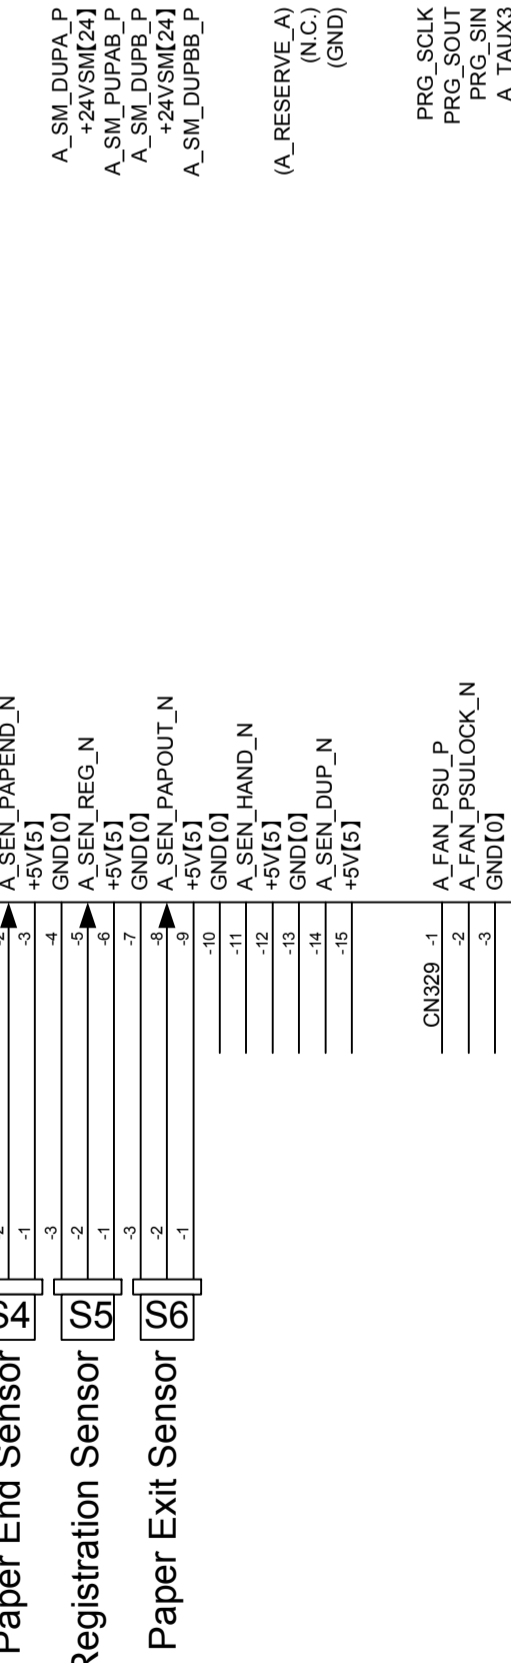 Paper End Sensor
S4
-2 -2 A_SEN_PAPEND_N
-1 -3 +5V【5】
-3 -4 GND【0】
Registration Sensor
S5
-2 -5 A_SEN_REG_N
-1 -6 +5V【5】
-3 -7 GND【0】
Paper Exit Sensor
S6
-2 -8 A_SEN_PAPOUT_N
-1 -9 +5V【5】
-10 GND【0】
-11 A_SEN_HAND_N
-12 +5V【5】
-13 GND【0】
-14 A_SEN_DUP_N
-15 +5V【5】
CN329 -1 A_FAN_PSU_P
-2 A_FAN_PSULOCK_N
-3 GND【0】
A_SM_DUPA_P
+24VSM【24】
A_SM_PUPAB_P
A_SM_DUPB_P
+24VSM【24】
A_SM_DUPBB_P
(A_RESERVE_A)
(N.C.)
(GND)
PRG_SCLK
PRG_SOUT
PRG_SIN
A_TAUX3